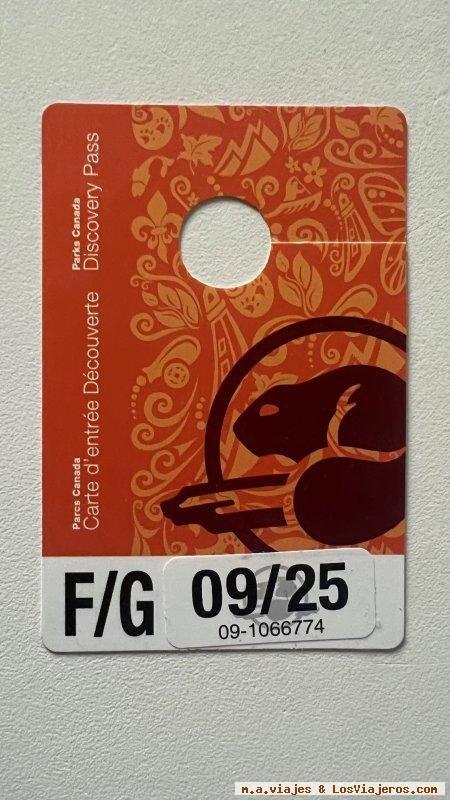 Parks Canada
Discovery Pass
Parcs Canada
Carte d'entrée Découverte
F/G
09/25
09-1066774
m.a.viajes & LosViajeros.com